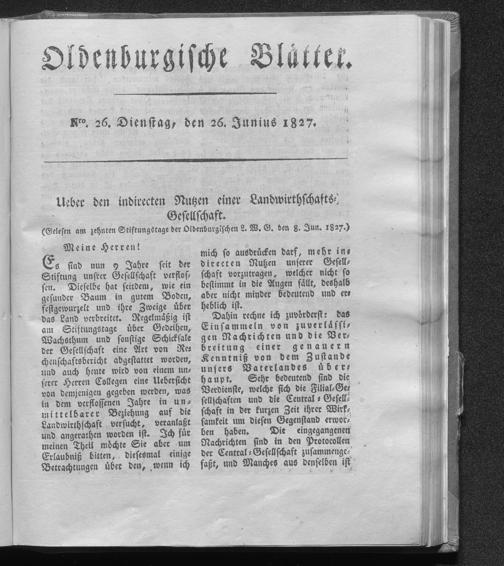 Oldenburgische Blätter.
Nro. 26. Dienstag, den 26. Junius 1827.
Ueber den indirecten Nutzen einer Landwirthschafts-
Gesellschaft.
(Gelesen am zehnten Stiftungstage der Oldenburgischen L. W. G. den 8. Jun. 1827.)
Meine Herren!
Es sind nun 9 Jahre seit der
Stiftung unsrer Gesellschaft verflos-
sen. Dieselbe hat seitdem, wie ein
gesunder Baum in gutem Boden,
festgewurzelt und ihre Zweige über
das Land verbreitet. Regelmäßig ist
am Stiftungstage über Gedeihen,
Wachsthum und sonstige Schicksale
der Gesellschaft eine Art von Re-
chenschaftsbericht abgestattet worden,
und auch heute wird von einem un-
serer Herren Collegen eine Uebersicht
von demjenigen gegeben werden, was
in dem verflossenen Jahre in un-
mittelbarer Beziehung auf die
Landwirthschaft versucht, veranlaßt
und angerathen worden ist. Ich für
meinen Theil möchte Sie aber um
Erlaubniß bitten, diesesmal einige
Betrachtungen über den, wenn ich
mich so ausdrücken darf, mehr in-
directen Nutzen unserer Gesell-
schaft vorzutragen, welcher nicht so
bestimmt in die Augen fällt, deshalb
aber nicht minder bedeutend und er-
heblich ist.
Dahin rechne ich zuvörderst: das
Einsammeln von zuverlässi-
gen Nachrichten und die Ver-
breitung einer genauern
Kenntniß von dem Zustande
unsers Vaterlandes über-
haupt. Sehr bedeutend sind die
Verdienste, welche sich die Filial-Ge-
sellschaften und die Central-Gesell-
schaft in der kurzen Zeit ihrer Wirk-
samkeit um diesen Gegenstand erwor-
ben haben. Die eingegangenen
Nachrichten sind in den Protocollen
der Central-Gesellschaft zusammenge-
faßt, und Manches aus denselben ist